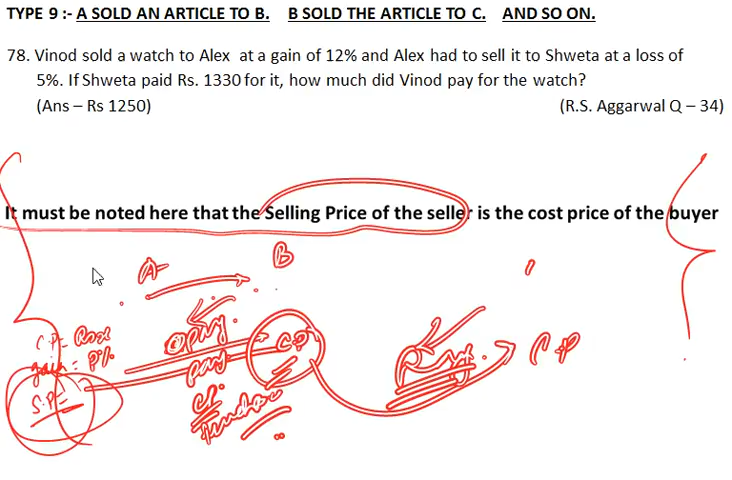 TYPE 9 :- A SOLD AN ARTICLE TO B. B SOLD THE ARTICLE TO C. AND SO ON.
78. Vinod sold a watch to Alex at a gain of 12% and Alex had to sell it to Shweta at a loss of
5%. If Shweta paid Rs. 1330 for it, how much did Vinod pay for the watch?
(Ans – Rs 1250) (R.S. Aggarwal Q – 34)
It must be noted here that the Selling Price of the seller is the cost price of the buyer
A B
C.P
gain = P%
pay
S.P =
C.P
C.P